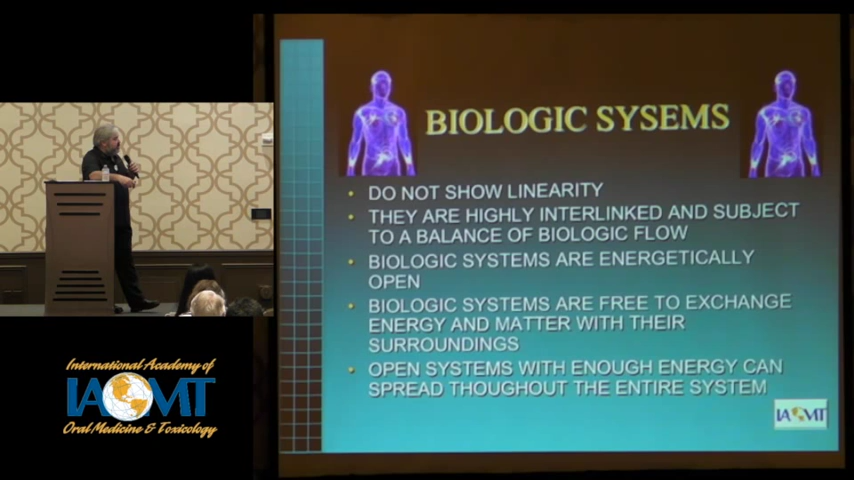 BIOLOGIC SYSEMS
• DO NOT SHOW LINEARITY
• THEY ARE HIGHLY INTERLINKED AND SUBJECT
TO A BALANCE OF BIOLOGIC FLOW
• BIOLOGIC SYSTEMS ARE ENERGETICALLY
OPEN
• BIOLOGIC SYSTEMS ARE FREE TO EXCHANGE
ENERGY AND MATTER WITH THEIR
SURROUNDINGS
• OPEN SYSTEMS WITH ENOUGH ENERGY CAN
SPREAD THOUGHOUT THE ENTIRE SYSTEM
IAOMT
International Academy of
IAOMT
Oral Medicine & Toxicology